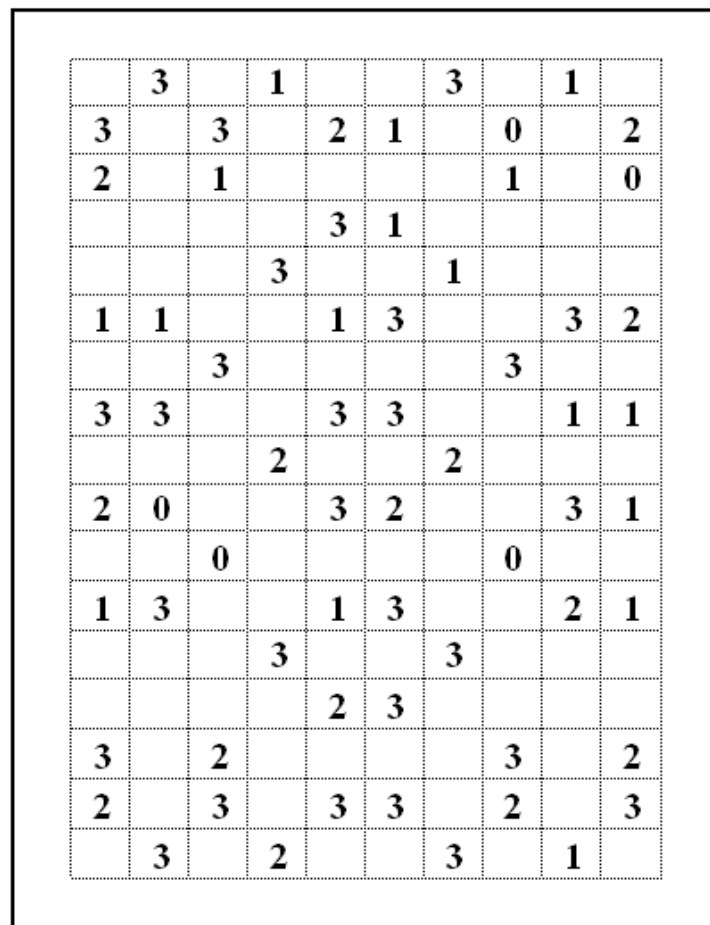 3 1 3 1
3 3 2 1 0 2
2 1 1 0
3 1
3 1
1 1 1 3 3 2
3 3
3 3 3 3 1 1
2 2
2 0 3 2 3 1
0 0
1 3 1 3 2 1
3 3
2 3
3 2 3 2
2 3 3 3 2 3
3 2 3 1